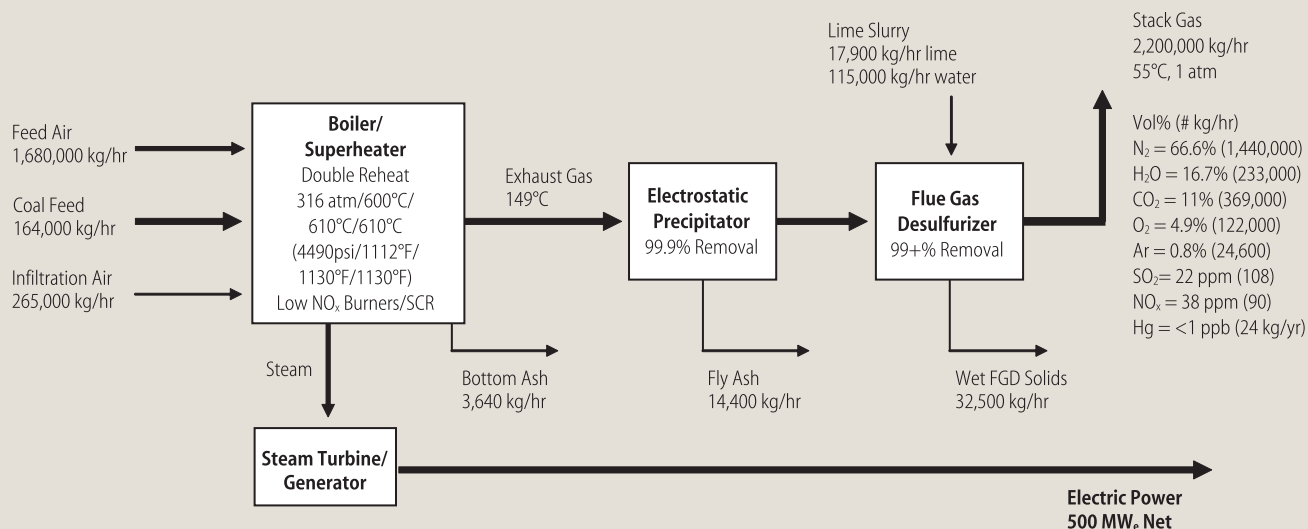 Feed Air
1,680,000 kg/hr
Coal Feed
164,000 kg/hr
Infiltration Air
265,000 kg/hr
Boiler/
Superheater
Double Reheat
316 atm/600°C/
610°C/610°C
(4490psi/1112°F/
1130°F/1130°F)
Low NOₓ Burners/SCR
Steam
Steam Turbine/
Generator
Bottom Ash
3,640 kg/hr
Exhaust Gas
149°C
Electrostatic
Precipitator
99.9% Removal
Fly Ash
14,400 kg/hr
Lime Slurry
17,900 kg/hr lime
115,000 kg/hr water
Flue Gas
Desulfurizer
99+% Removal
Wet FGD Solids
32,500 kg/hr
Stack Gas
2,200,000 kg/hr
55°C, 1 atm
Vol% (# kg/hr)
N₂ = 66.6% (1,440,000)
H₂O = 16.7% (233,000)
CO₂ = 11% (369,000)
O₂ = 4.9% (122,000)
Ar = 0.8% (24,600)
SO₂= 22 ppm (108)
NOₓ = 38 ppm (90)
Hg = <1 ppb (24 kg/yr)
Electric Power
500 MWₑ Net